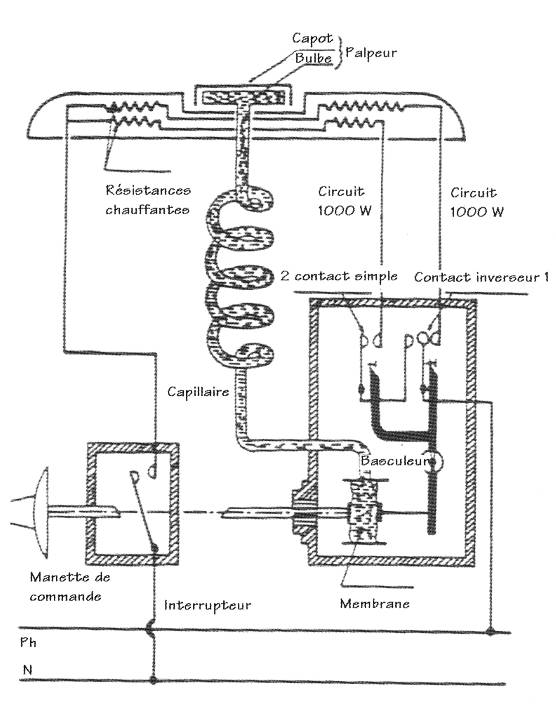 Capot
Bulbe } Palpeur
Résistances
chauffantes
Circuit
1000 W
Circuit
1000 W
2 contact simple
Contact inverseur 1
Capillaire
Basculeur
Manette de
commande
Interrupteur
Membrane
Ph
N